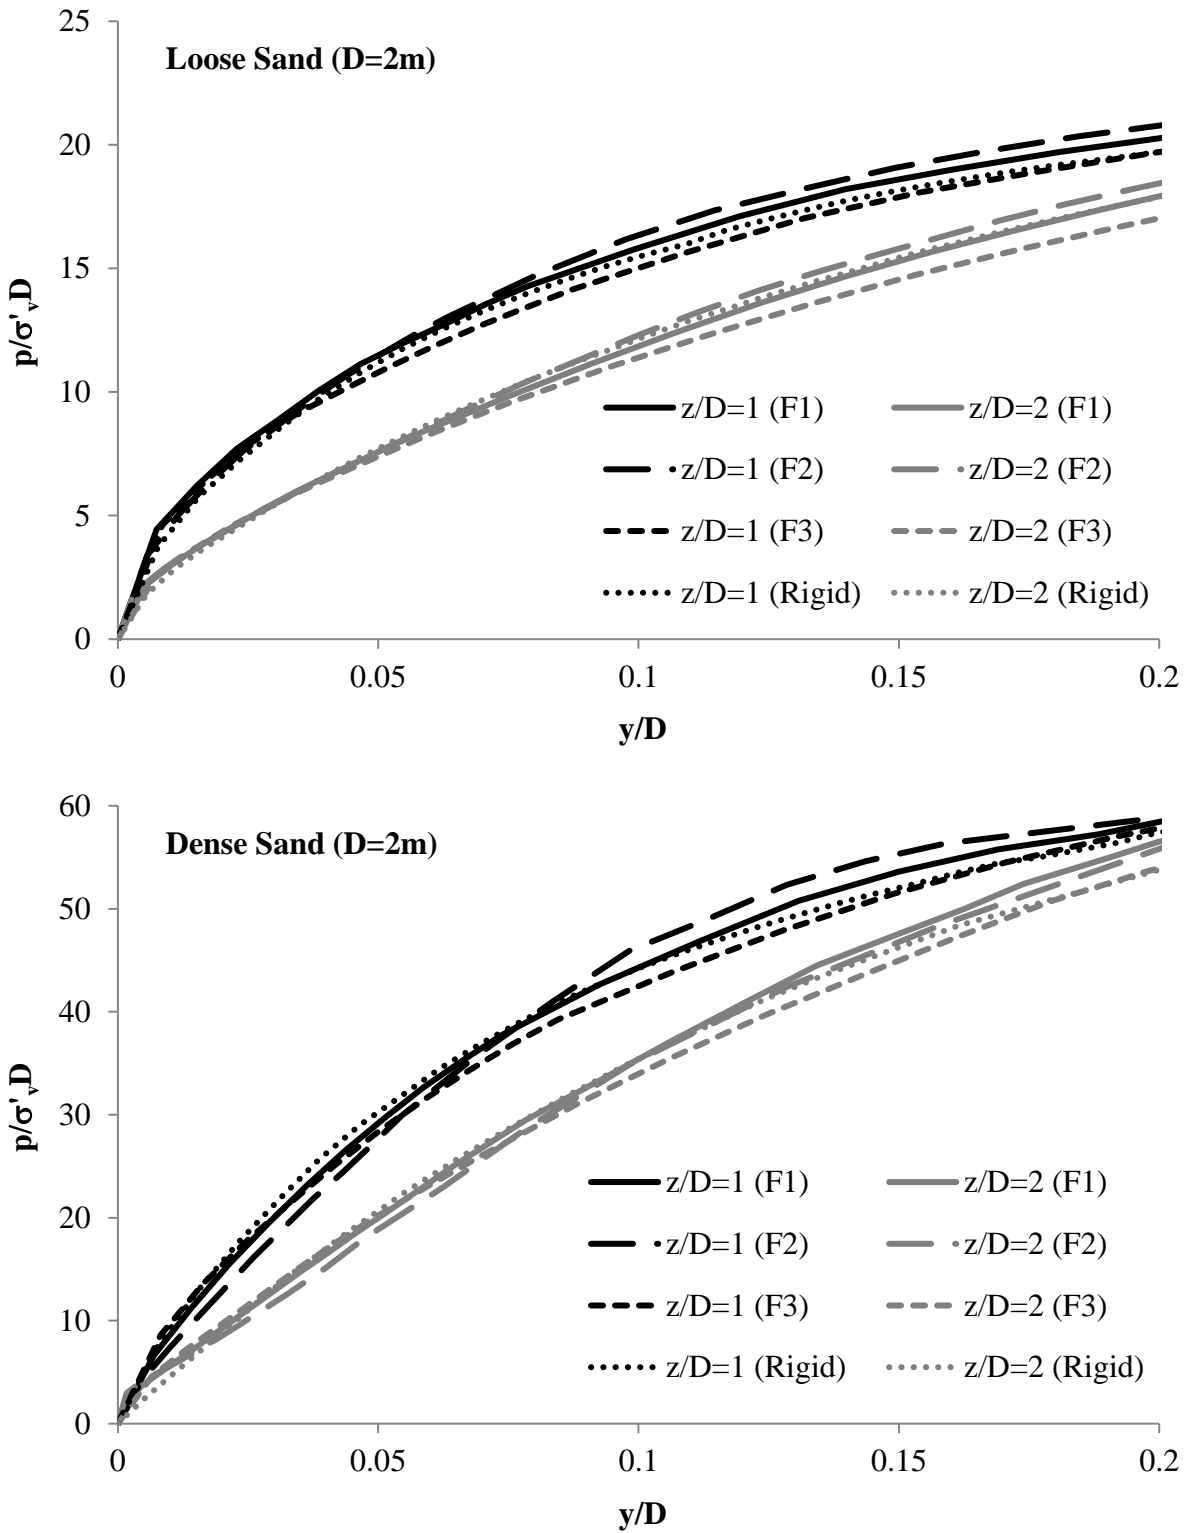 25
Loose Sand (D=2m)
20
15
p/σ'vD
10
z/D=1 (F1) z/D=2 (F1)
z/D=1 (F2) z/D=2 (F2)
5
z/D=1 (F3) z/D=2 (F3)
z/D=1 (Rigid) z/D=2 (Rigid)
0
0 0.05 0.1 0.15 0.2
y/D
60
Dense Sand (D=2m)
50
40
p/σ'vD
30
z/D=1 (F1) z/D=2 (F1)
20
z/D=1 (F2) z/D=2 (F2)
10
z/D=1 (F3) z/D=2 (F3)
z/D=1 (Rigid) z/D=2 (Rigid)
0
0 0.05 0.1 0.15 0.2
y/D